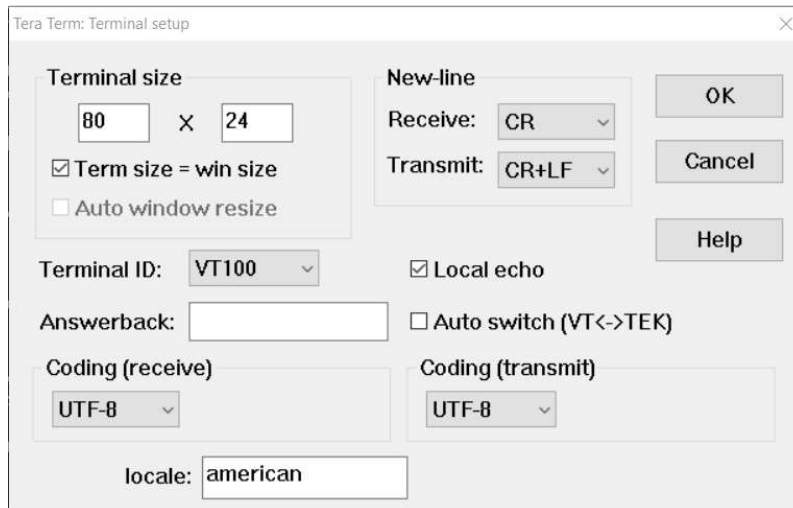 Tera Term: Terminal setup
Terminal size
80 X 24
Term size = win size
Auto window resize
New-line
Receive: CR
Transmit: CR+LF
OK
Cancel
Help
Terminal ID: VT100
Local echo
Answerback:
Auto switch (VT<->TEK)
Coding (receive)
UTF-8
Coding (transmit)
UTF-8
locale: american